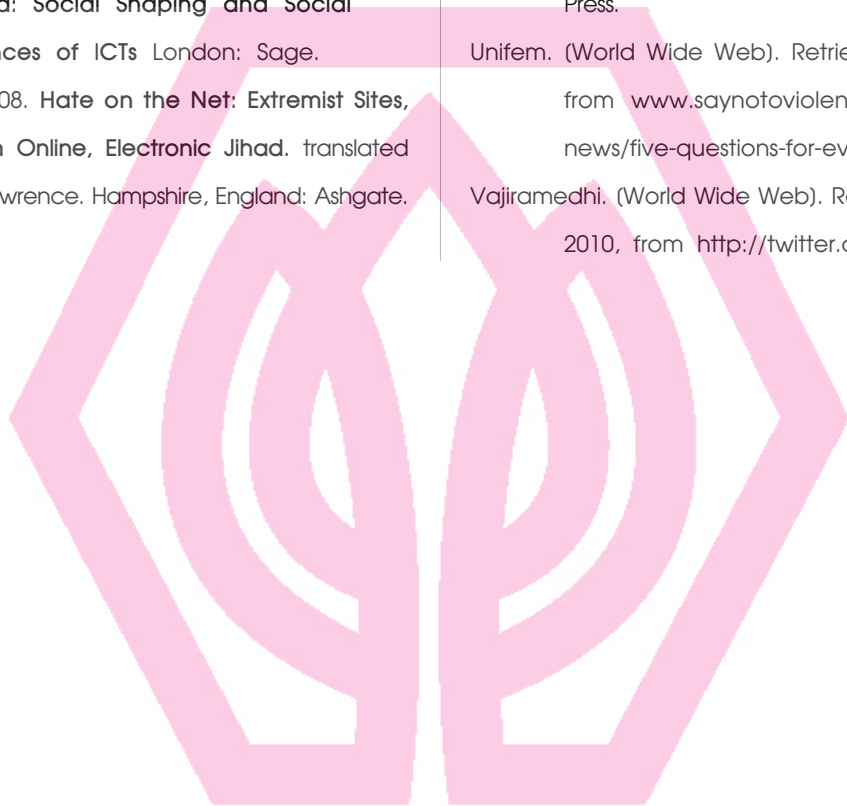 a: Social Shaping and Social
nces of ICTs London: Sage.
08. Hate on the Net: Extremist Sites,
Online, Electronic Jihad. translated
wrence. Hampshire, England: Ashgate.
Press.
Unifem. (World Wide Web). Retrie
from www.saynotoviolen
news/five-questions-for-ev
Vajiramedhi. (World Wide Web). R
2010, from http://twitter.